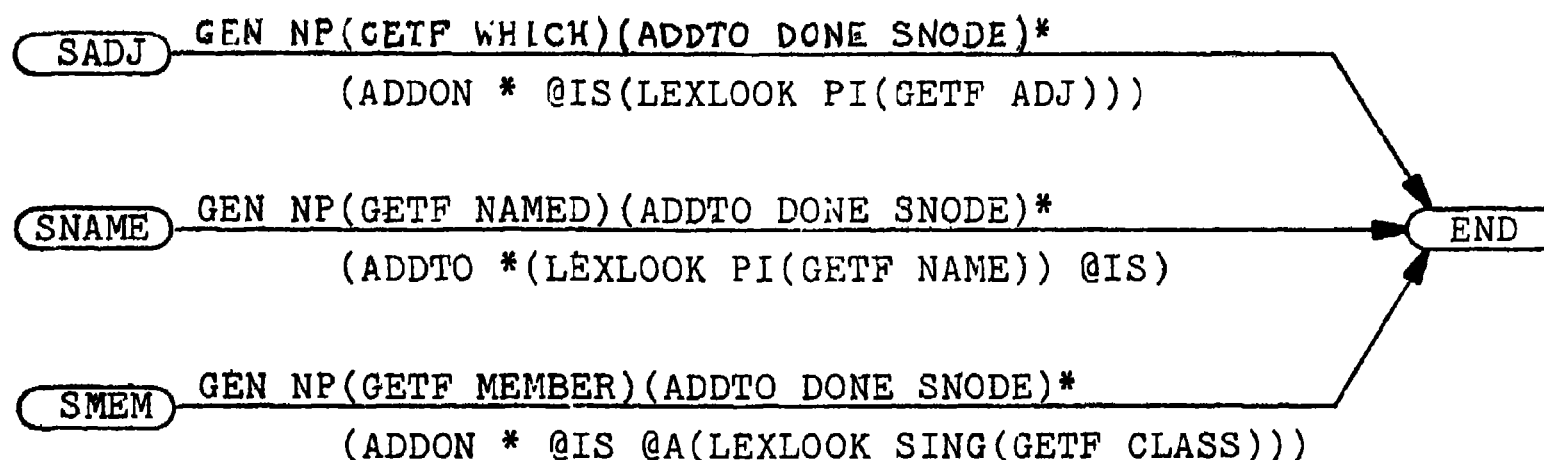 SADJ GEN NP(GETF WHICH)(ADDTO DONE SNODE)*
(ADDON * @IS(LEXLOOK PI(GETF ADJ)))
SNAME GEN NP(GETF NAMED)(ADDTO DONE SNODE)*
END
(ADDTO *(LEXLOOK PI(GETF NAME)) @IS)
SMEM GEN NP(GETF MEMBER)(ADDTO DONE SNODE)*
(ADDON * @IS @A(LEXLOOK SING(GETF CLASS)))